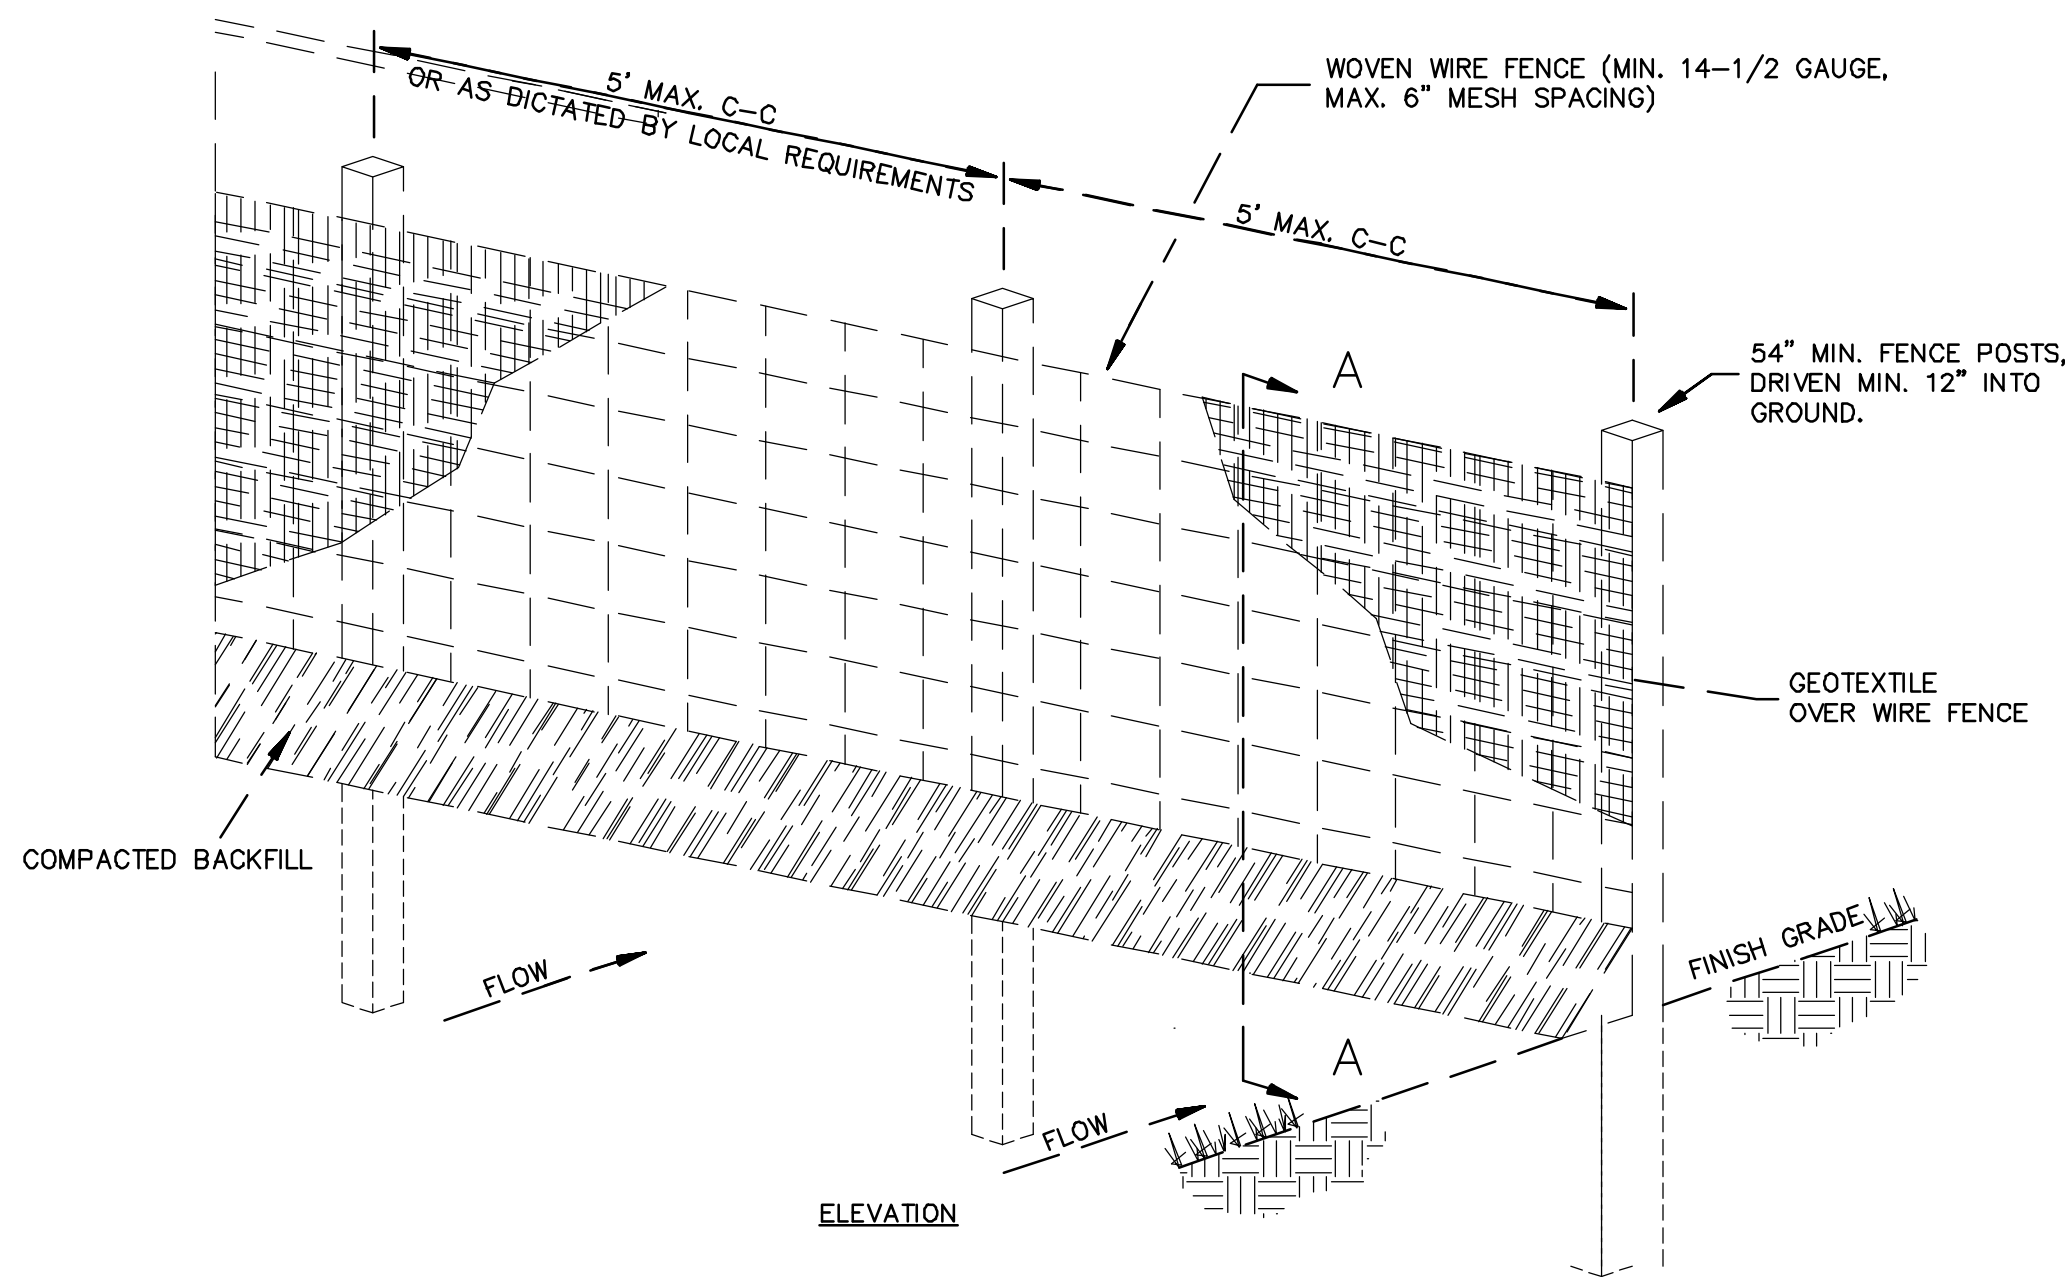 5' MAX. C-C
OR AS DICTATED BY LOCAL REQUIREMENTS
WOVEN WIRE FENCE (MIN. 14-1/2 GAUGE,
MAX. 6" MESH SPACING)
5' MAX. C-C
A
54" MIN. FENCE POSTS,
DRIVEN MIN. 12" INTO
GROUND.
GEOTEXTILE
OVER WIRE FENCE
COMPACTED BACKFILL
FINISH GRADE
FLOW
A
FLOW
ELEVATION